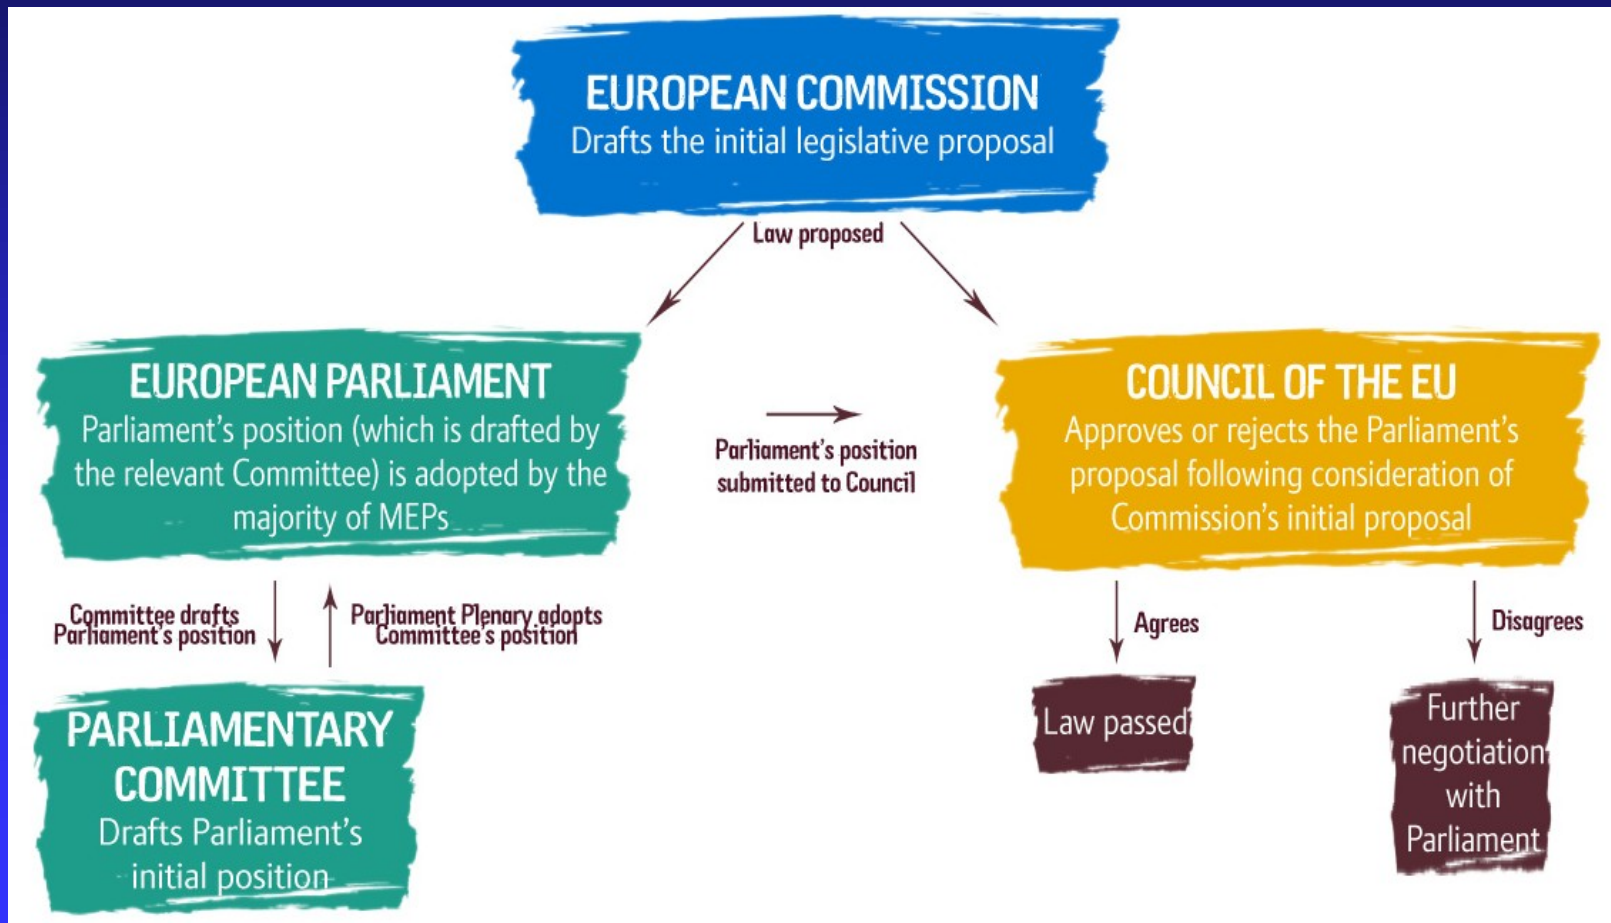 EUROPEAN COMMISSION
Drafts the initial legislative proposal
Law proposed
EUROPEAN PARLIAMENT
Parliament's position (which is drafted by
the relevant Committee) is adopted by the
majority of MEPs
Parliament's position
submitted to Council
COUNCIL OF THE EU
Approves or rejects the Parliament's
proposal following consideration of
Commission's initial proposal
Committee drafts
Parliament's position
Parliament Plenary adopts
Committee's position
Agrees
Disagrees
PARLIAMENTARY
COMMITTEE
Drafts Parliament's
initial position
Law passed
Further
negotiation
with
Parliament